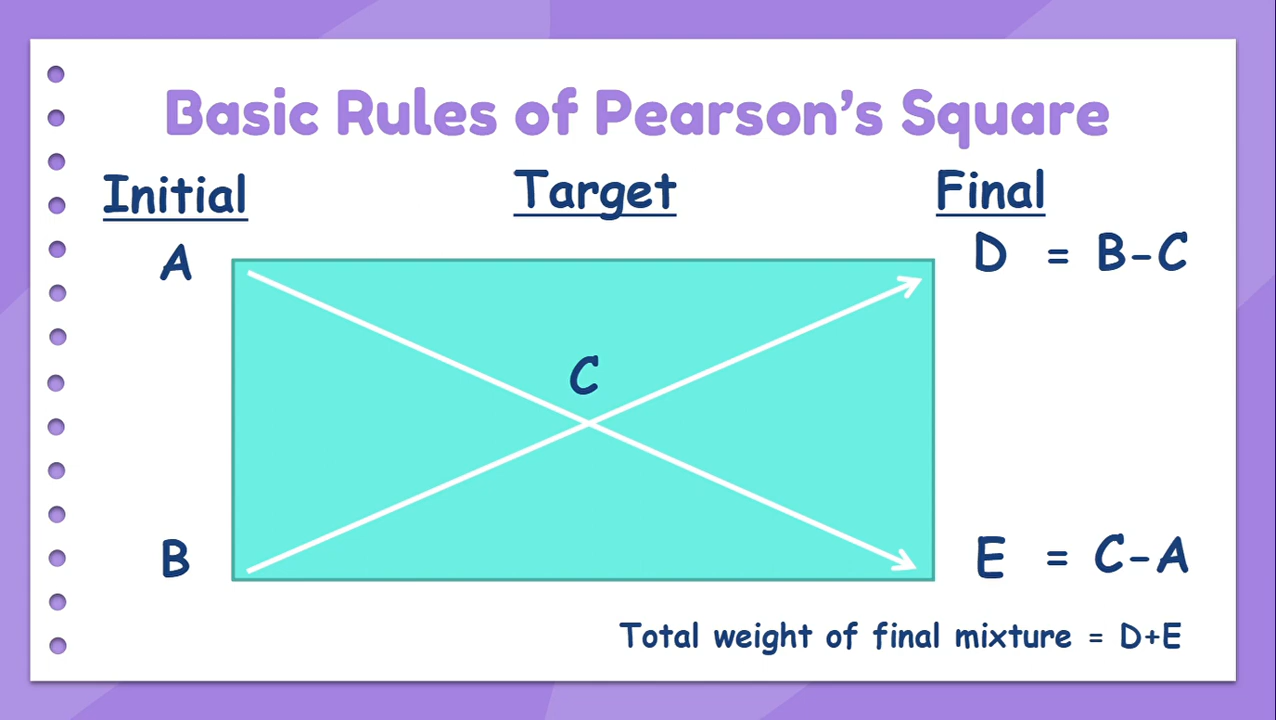 Basic Rules of Pearson's Square
Initial Target Final
A D = B-C
C
B E = C-A
Total weight of final mixture = D+E